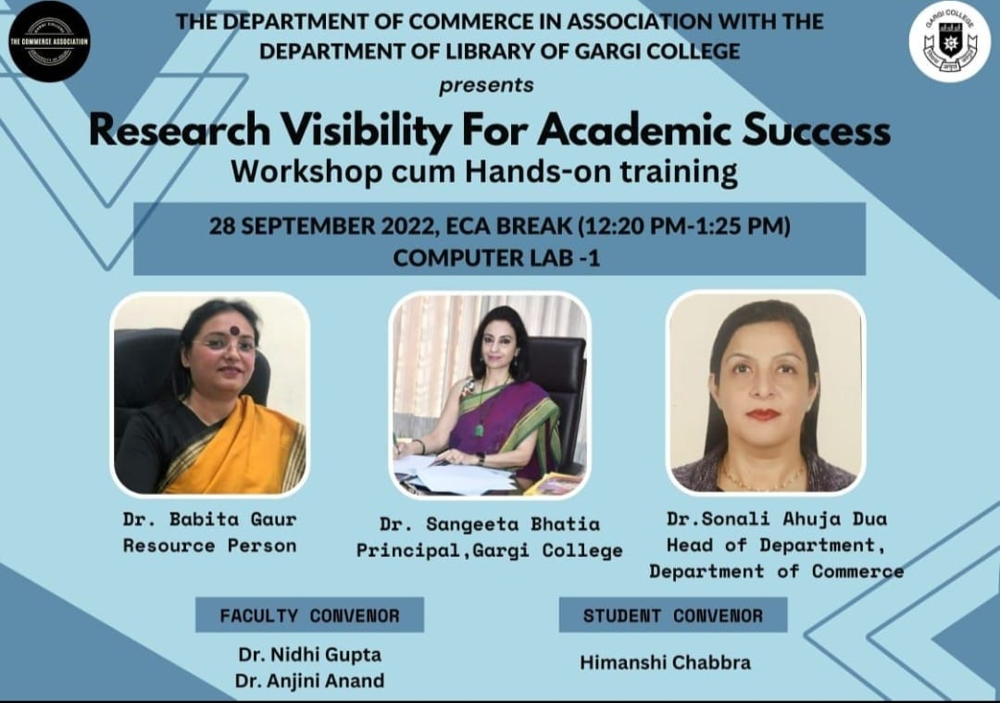 THE DEPARTMENT OF COMMERCE IN ASSOCIATION WITH THE
DEPARTMENT OF LIBRARY OF GARGI COLLEGE
presents
Research Visibility For Academic Success
Workshop cum Hands-on training
28 SEPTEMBER 2022, ECA BREAK (12:20 PM-1:25 PM)
COMPUTER LAB -1
GARGI COLLEGE
THE COMMERCE ASSOCIATION
GARGI COLLEGE
Dr. Babita Gaur
Resource Person
Dr. Sangeeta Bhatia
Principal,Gargi College
Dr.Sonali Ahuja Dua
Head of Department,
Department of Commerce
FACULTY CONVENOR
Dr. Nidhi Gupta
Dr. Anjini Anand
STUDENT CONVENOR
Himanshi Chabbra